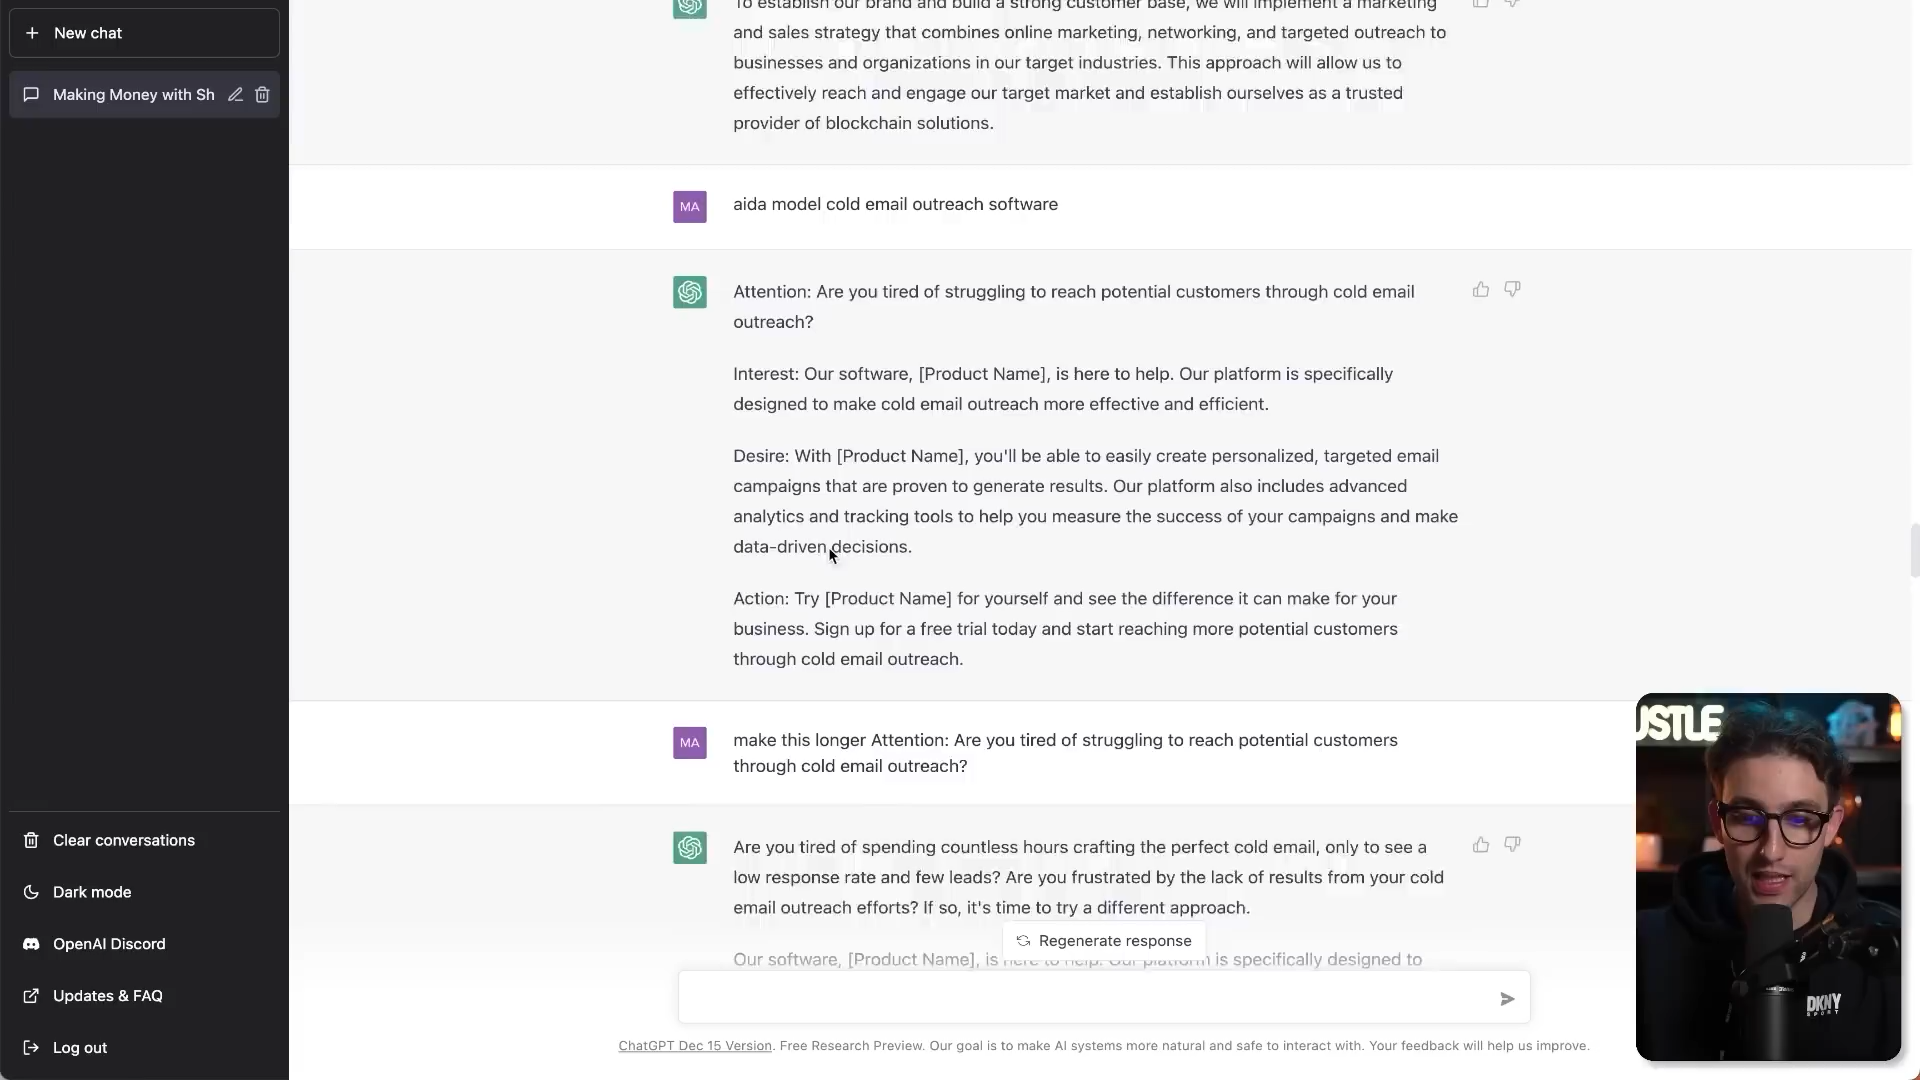 New chat
Making Money with Sh
Clear conversations
Dark mode
OpenAI Discord
Updates & FAQ
Log out
To establish our brand and build a strong customer base, we will implement a marketing
and sales strategy that combines online marketing, networking, and targeted outreach to
businesses and organizations in our target industries. This approach will allow us to
effectively reach and engage our target market and establish ourselves as a trusted
provider of blockchain solutions.
MA
aida model cold email outreach software
Attention: Are you tired of struggling to reach potential customers through cold email
outreach?
Interest: Our software, [Product Name], is here to help. Our platform is specifically
designed to make cold email outreach more effective and efficient.
Desire: With [Product Name], you'll be able to easily create personalized, targeted email
campaigns that are proven to generate results. Our platform also includes advanced
analytics and tracking tools to help you measure the success of your campaigns and make
data-driven decisions.
Action: Try [Product Name] for yourself and see the difference it can make for your
business. Sign up for a free trial today and start reaching more potential customers
through cold email outreach.
MA
make this longer Attention: Are you tired of struggling to reach potential customers
through cold email outreach?
Are you tired of spending countless hours crafting the perfect cold email, only to see a
low response rate and few leads? Are you frustrated by the lack of results from your cold
email outreach efforts? If so, it's time to try a different approach.
Regenerate response
Our software, [Product Name], is here to help. Our platform is specifically designed to
ChatGPT Dec 15 Version. Free Research Preview. Our goal is to make AI systems more natural and safe to interact with. Your feedback will help us improve.
USTLE
DKNY
SPORT